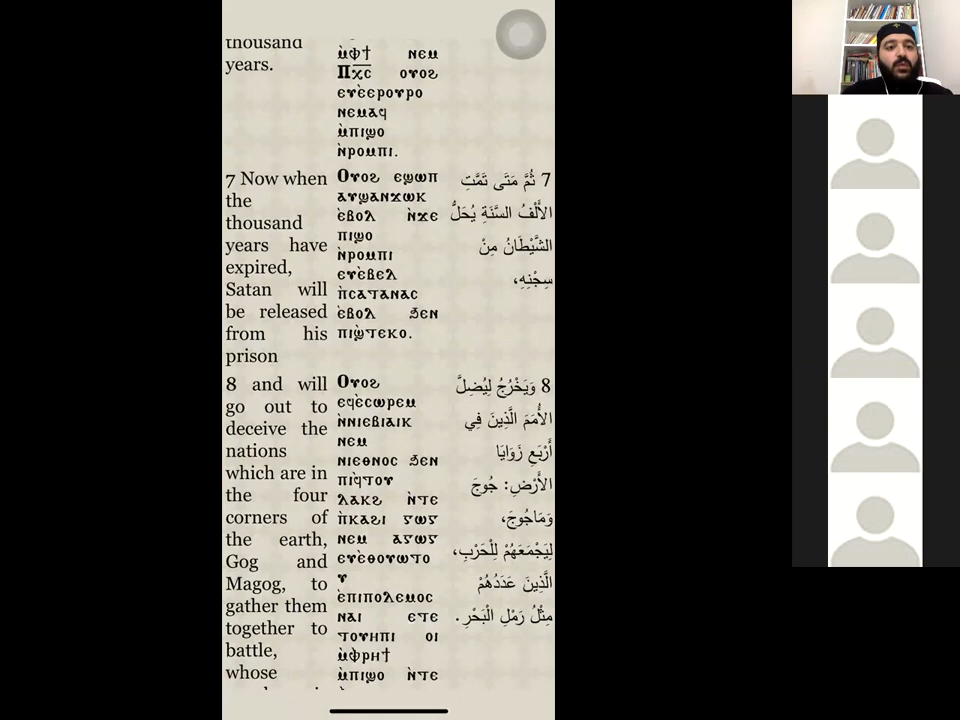 thousand
years.
ⲙ̀ⲫϯ ⲛⲉⲙ
Ⲡⲭ̅ⲥ̅ ⲟⲩⲟϩ
ⲉⲩⲉ̀ⲉⲣⲟⲩⲣⲟ
ⲛⲉⲙⲁϥ
ⲙ̀ⲡⲓϣⲟ
ⲛ̀ⲣⲟⲙⲡⲓ.
7 Now when
the
thousand
years have
expired,
Satan will
be released
from his
prison
Ⲟⲩⲟϩ ⲉϣⲱⲡ
ⲁⲩϣⲁⲛϫⲱⲕ
ⲉ̀ⲃⲟⲗ ⲛ̀ϫⲉ
ⲡⲓϣⲟ
ⲛ̀ⲣⲟⲙⲡⲓ
ⲉⲩⲉ̀ⲃⲉⲗ
ⲡ̀ⲥⲁⲧⲁⲛⲁⲥ
ⲉ̀ⲃⲟⲗ ϧⲉⲛ
ⲡⲓϣ̀ⲧⲉⲕⲟ.
7 ثُمَّ مَتَى تَمَّتِ
الأَلْفُ السَّنَةِ يُحَلُّ
الشَّيْطَانُ مِنْ
سِجْنِهِ،
8 and will
go out to
deceive the
nations
which are in
the four
corners of
the earth,
Gog and
Magog, to
gather them
together to
battle,
whose
Ⲟⲩⲟϩ
ⲉϥⲉ̀ⲥⲱⲣⲉⲙ
ⲛ̀ⲛⲓⲉⲃⲓⲁⲓⲕ
ⲛⲉⲙ
ⲛⲓⲉⲑⲛⲟⲥ ϧⲉⲛ
ⲡⲓϥ̀ⲧⲟⲩ
ⲗⲁⲕϩ ⲛ̀ⲧⲉ
ⲡ̀ⲕⲁϩⲓ ⲅⲱⲅ
ⲛⲉⲙ ⲁⲅⲱⲅ
ⲉⲩⲉ̀ⲑⲟⲩⲱⲧⲟ
ⲩ
ⲉ̀ⲡⲓⲡⲟⲗⲉⲙⲟⲥ
ⲛⲁⲓ ⲉⲧⲉ
ⲧⲟⲩⲏⲡⲓ ⲟⲓ
ⲙ̀ⲫⲣⲏϯ
ⲙ̀ⲡⲓϣⲟ ⲛ̀ⲧⲉ
8 وَيَخْرُجُ لِيُضِلَّ
الأُمَمَ الَّذِينَ فِي
أَرْبَعِ زَوَايَا
الأَرْضِ: جُوجَ
وَمَاجُوجَ،
لِيَجْمَعَهُمْ لِلْحَرْبِ،
الَّذِينَ عَدَدُهُمْ
مِثْلُ رَمْلِ الْبَحْرِ.